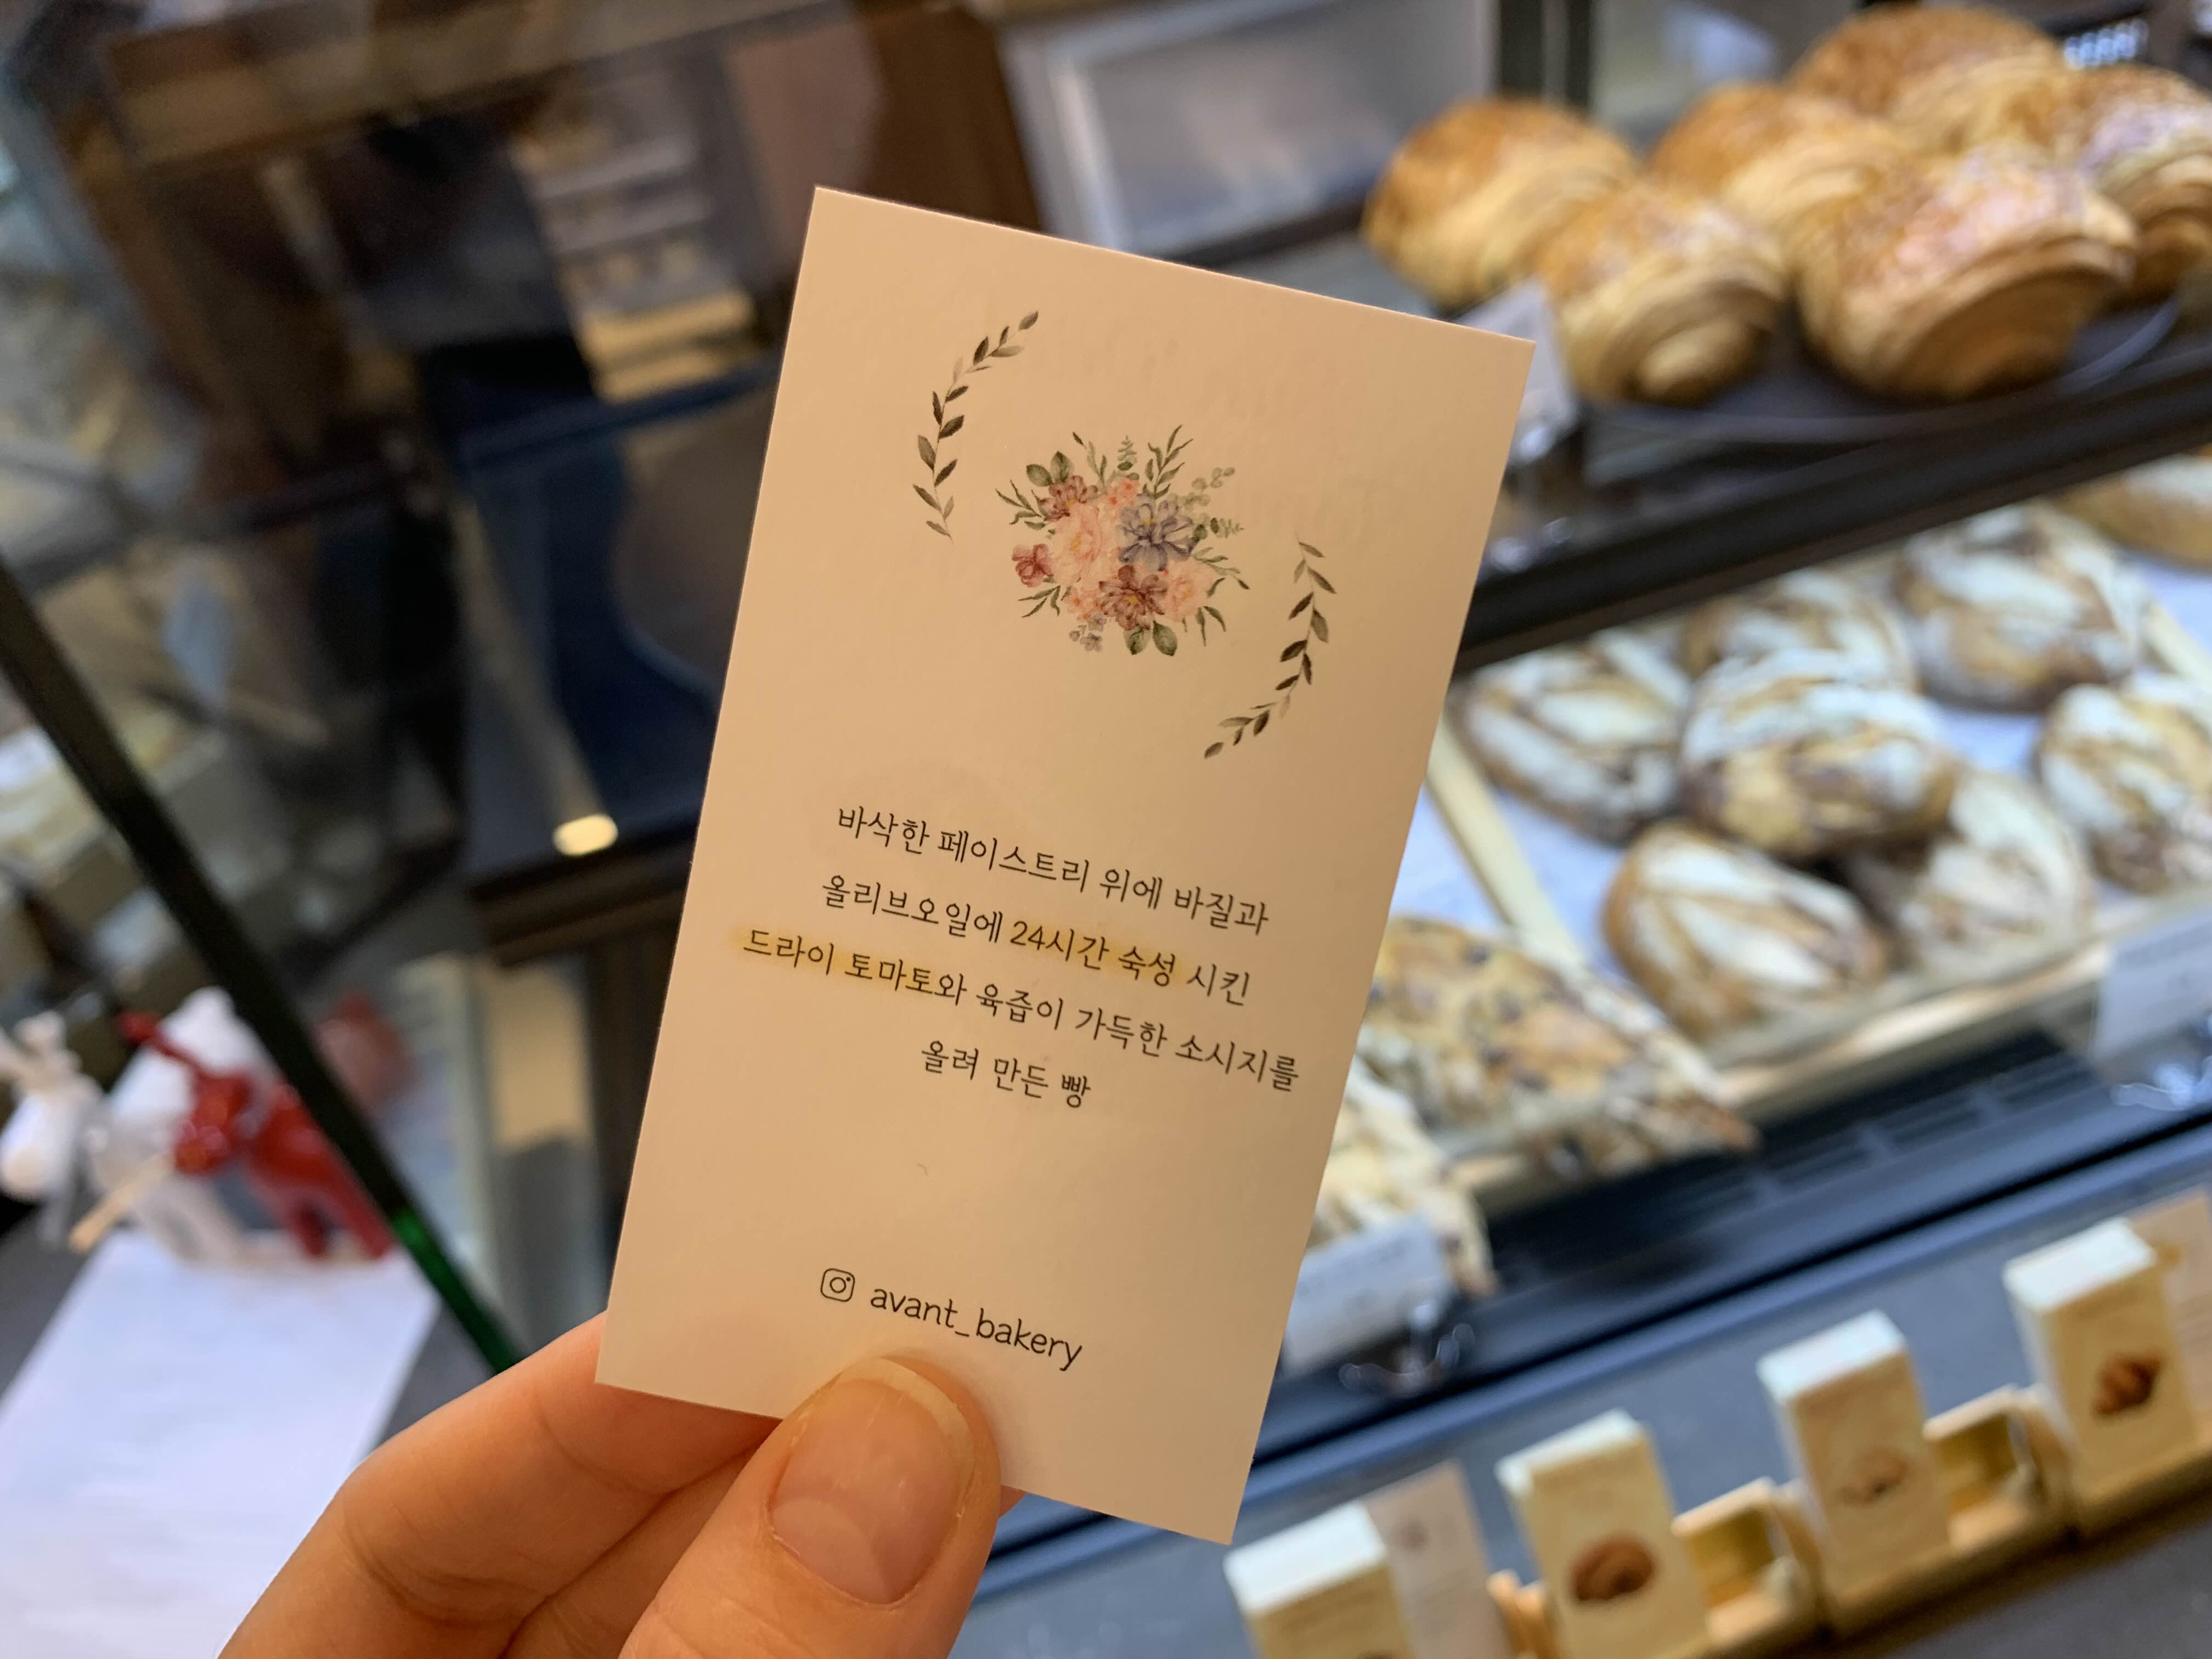 바삭한 페이스트리 위에 바질과
올리브오일에 24시간 숙성 시킨
드라이 토마토와 육즙이 가득한 소시지를
올려 만든 빵
avant_bakery